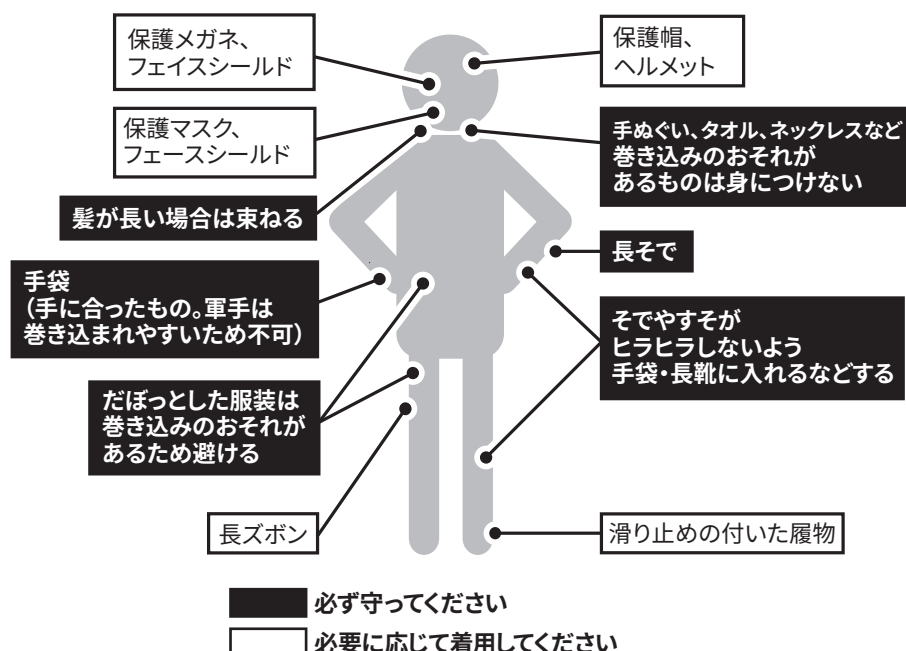 保護メガネ、
フェイスシールド
保護帽、
ヘルメット
保護マスク、
フェースシールド
手ぬぐい、タオル、ネックレスなど
巻き込みのおそれが
あるものは身につけない
髪が長い場合は束ねる
長そで
手袋
（手に合ったもの。軍手は
巻き込まれやすいため不可）
そでやすそが
ヒラヒラしないよう
手袋・長靴に入れるなどする
だぼっとした服装は
巻き込みのおそれが
あるため避ける
長ズボン
滑り止めの付いた履物
必ず守ってください
必要に応じて着用してください